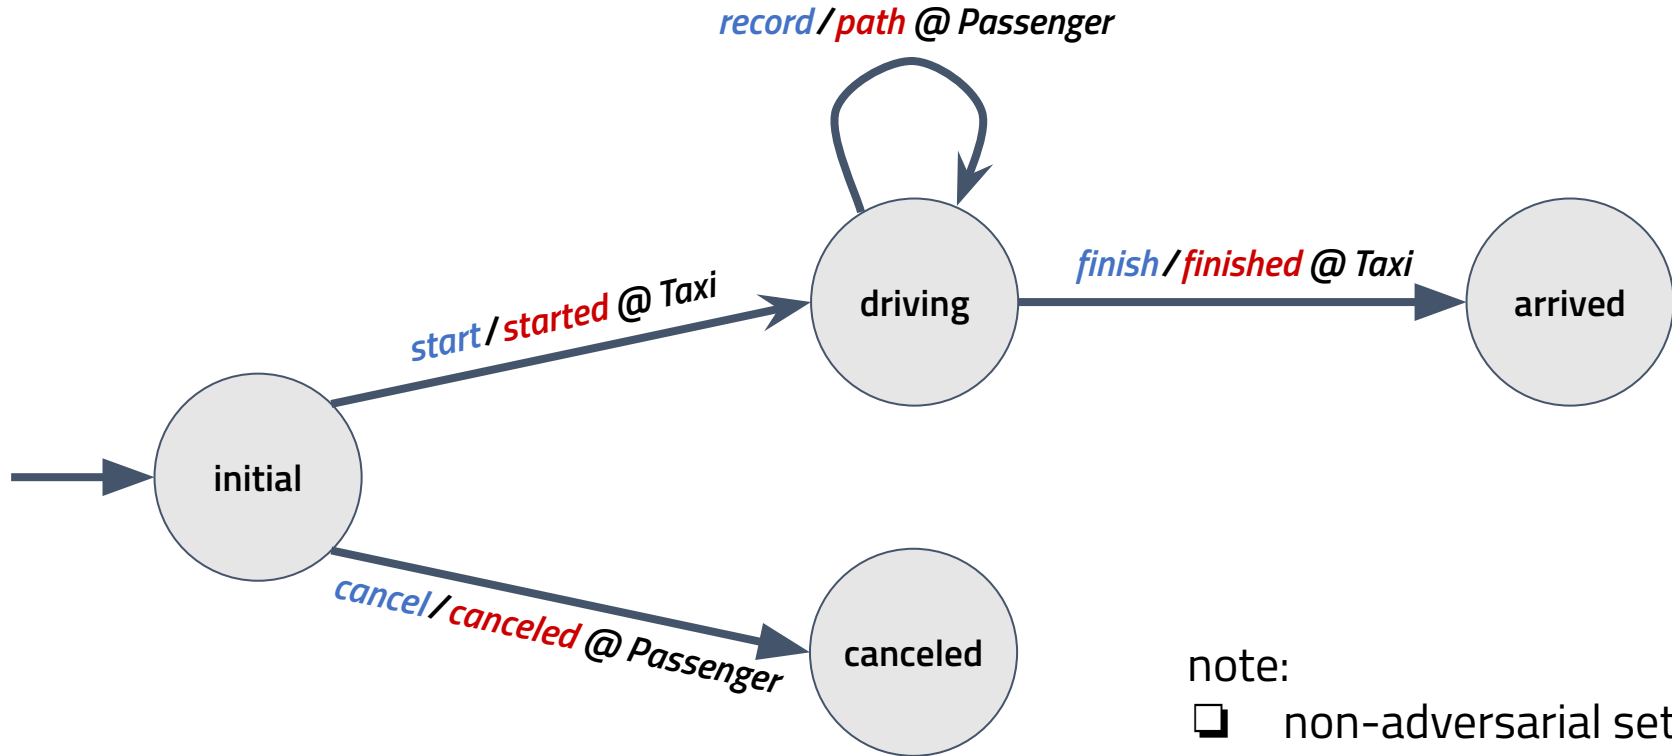 record / path @ Passenger
finish / finished @ Taxi
driving
arrived
start / started @ Taxi
initial
cancel / canceled @ Passenger
canceled
note:
❑ non-adversarial set